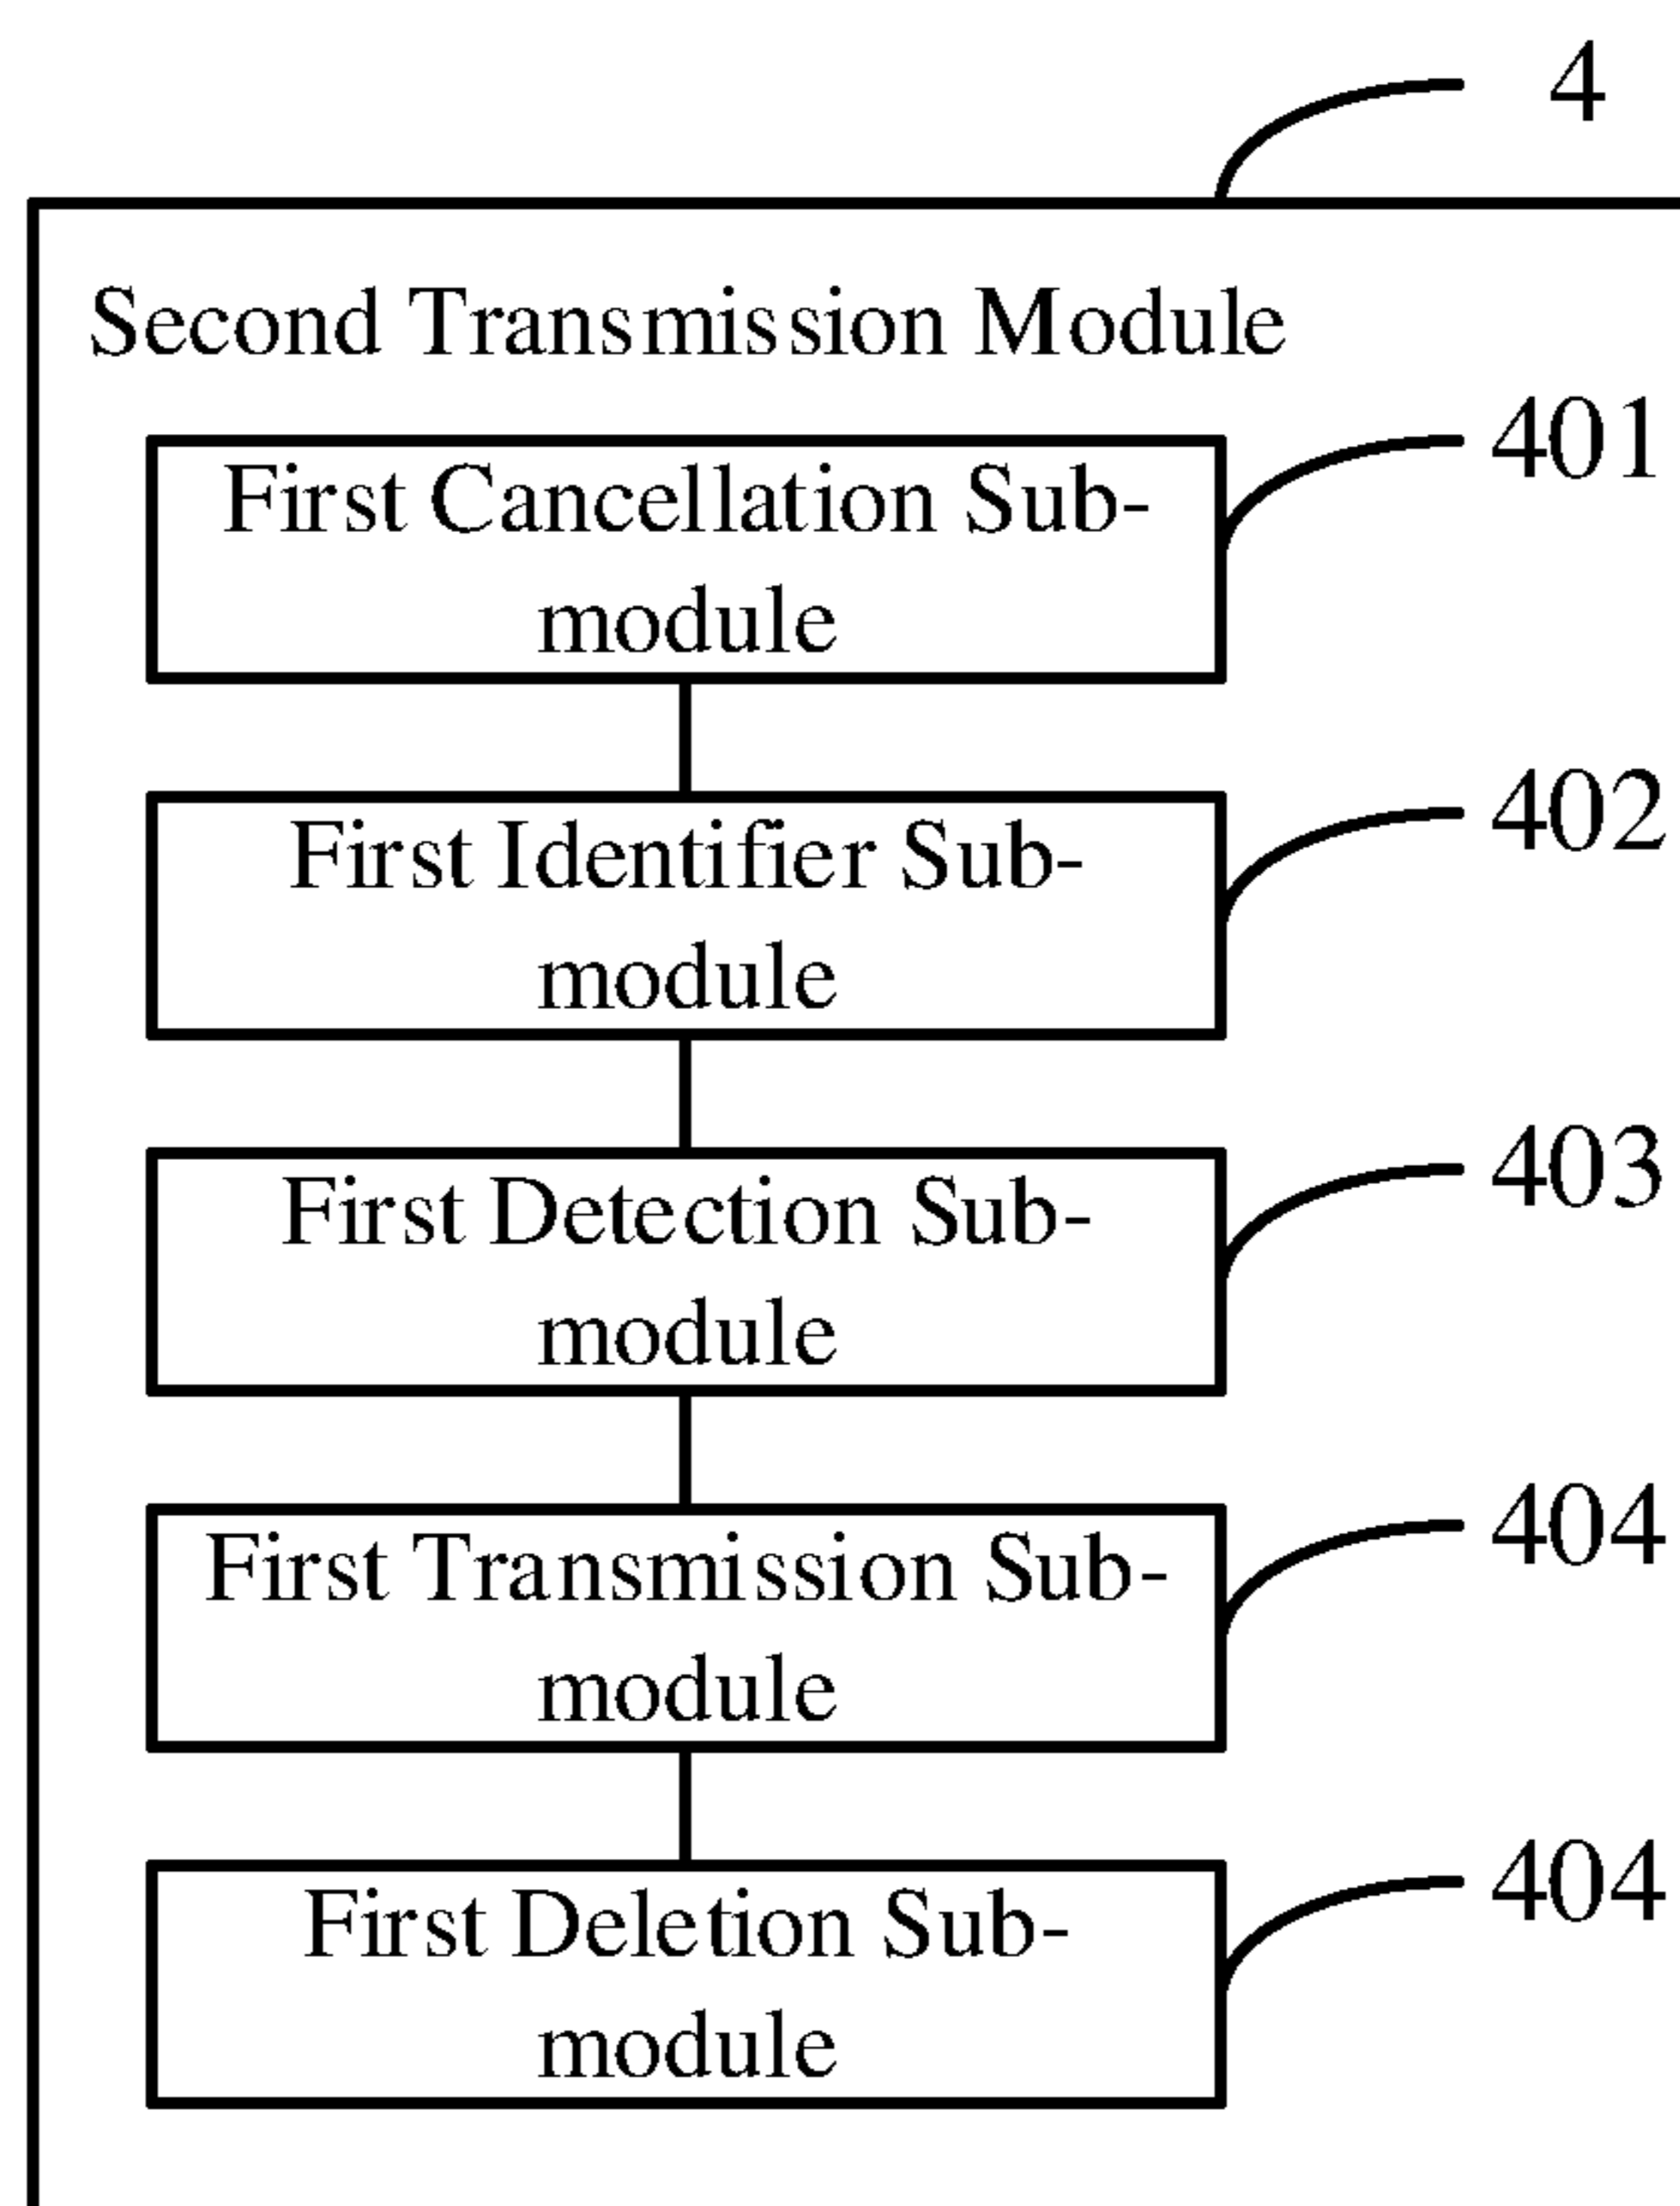 4
Second Transmission Module
401
First Cancellation Sub-
module
402
First Identifier Sub-
module
403
First Detection Sub-
module
404
First Transmission Sub-
module
404
First Deletion Sub-
module